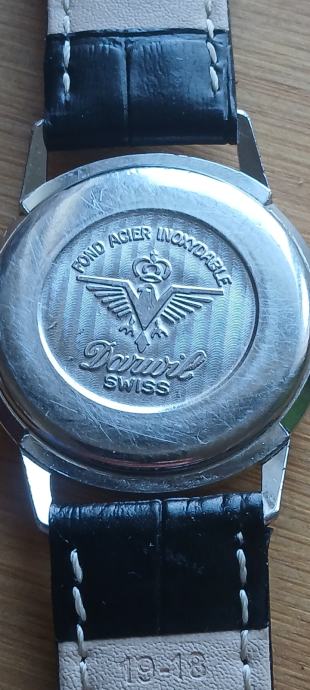 FOND ACIER INOXYDABLE
Darwil
SWISS
19-18